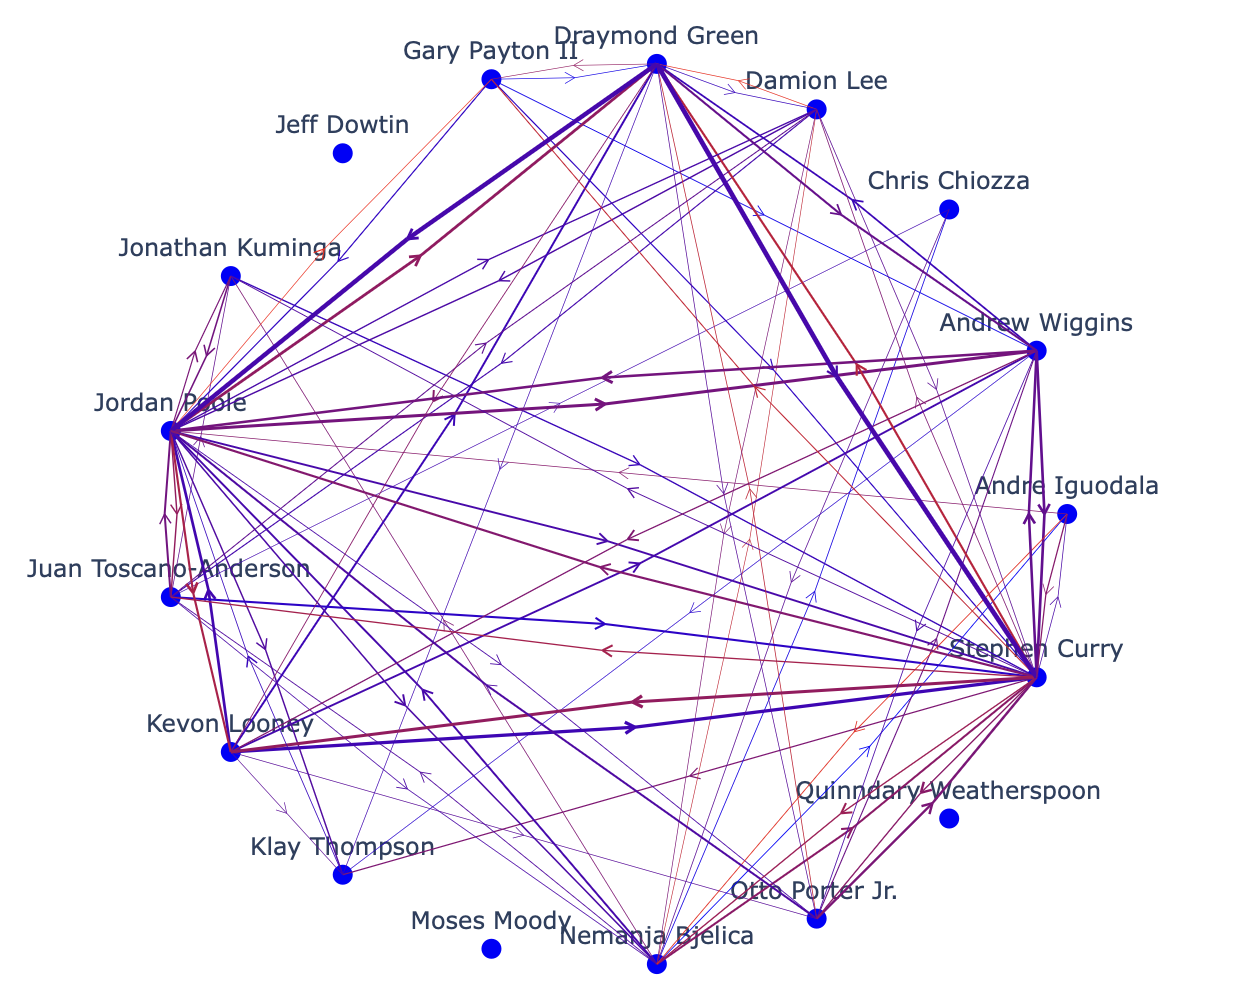 Draymond Green
Gary Payton II
Damion Lee
Jeff Dowtin
Chris Chiozza
Jonathan Kuminga
Andrew Wiggins
Jordan Poole
Andre Iguodala
Juan Toscano-Anderson
Stephen Curry
Kevon Looney
Quinndary Weatherspoon
Klay Thompson
Otto Porter Jr.
Moses Moody
Nemanja Bjelica